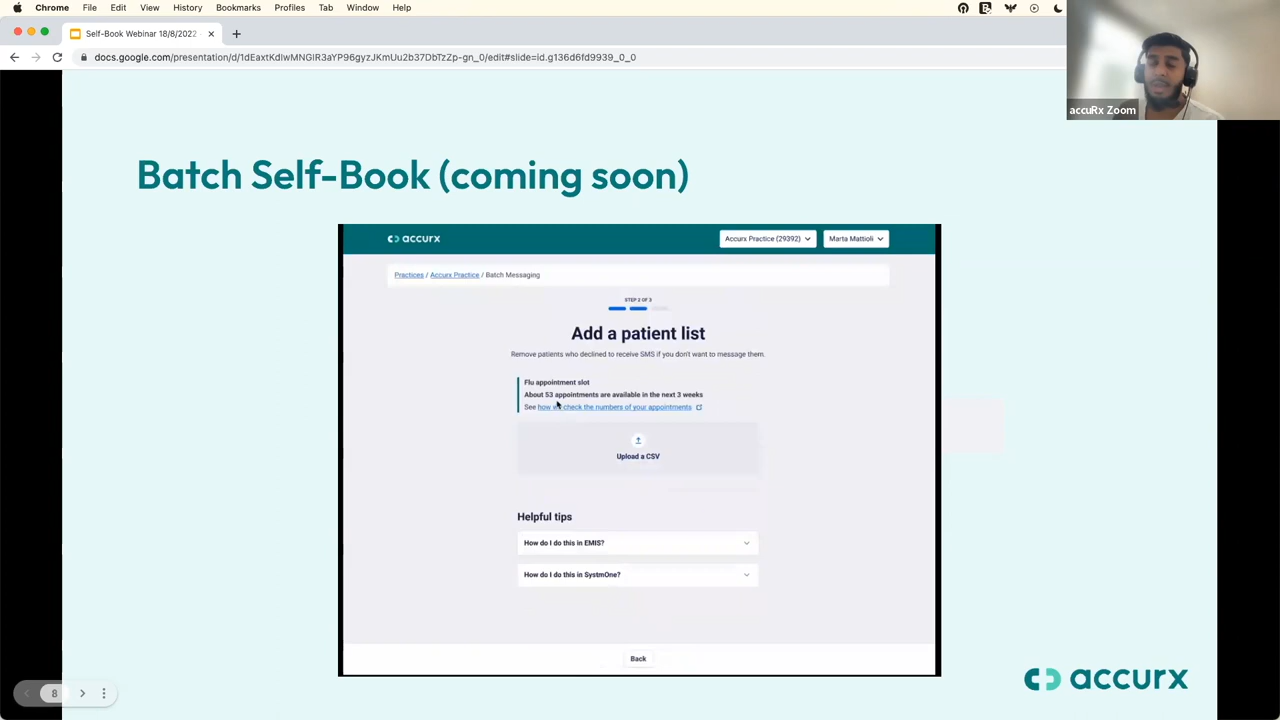 Chrome File Edit View History Bookmarks Profiles Tab Window Help
Self-Book Webinar 18/8/2022
docs.google.com/presentation/d/1dEaxtKdlwMNGIR3aYP96gyzJKmUu2b37DbTzZp-gn_0/edit#slide=id.g136d6fd9939_0_0
accuRx Zoom
Batch Self-Book (coming soon)
accurx
Accurx Practice (29392)
Marta Mattioli
Practices / Accurx Practice / Batch Messaging
STEP 2 OF 3
Add a patient list
Remove patients who declined to receive SMS if you don't want to message them.
Flu appointment slot
About 53 appointments are available in the next 3 weeks
See how we check the numbers of your appointments
Upload a CSV
Helpful tips
How do I do this in EMIS?
How do I do this in SystmOne?
Back
8
accurx